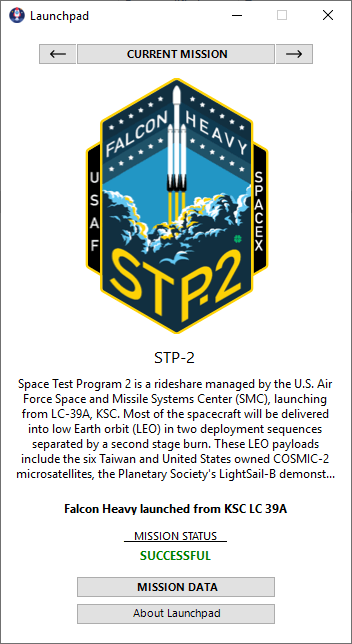 Launchpad
CURRENT MISSION
FALCON HEAVY
USAF
SPACEX
STP-2
STP-2
Space Test Program 2 is a rideshare managed by the U.S. Air
Force Space and Missile Systems Center (SMC), launching
from LC-39A, KSC. Most of the spacecraft will be delivered
into low Earth orbit (LEO) in two deployment sequences
separated by a second stage burn. These LEO payloads
include the six Taiwan and United States owned COSMIC-2
microsatellites, the Planetary Society's LightSail-B demonst...
Falcon Heavy launched from KSC LC 39A
MISSION STATUS
SUCCESSFUL
MISSION DATA
About Launchpad